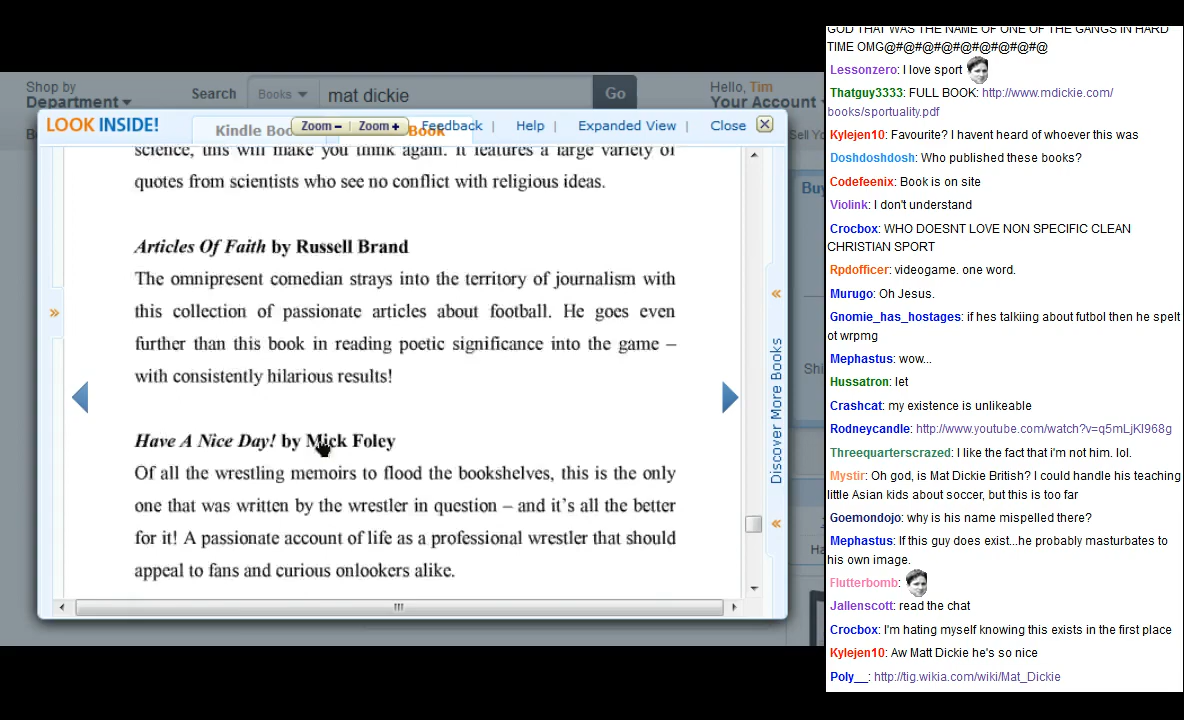 Shop by
Department
Search
Books
mat dickie
Go
Hello, Tim
Your Account
LOOK INSIDE!
Kindle Boo
Zoom −
Zoom +
Book
Feedback
Help
Expanded View
Close
science, this will make you think again. It features a large variety of
quotes from scientists who see no conflict with religious ideas.
Articles Of Faith by Russell Brand
The omnipresent comedian strays into the territory of journalism with
this collection of passionate articles about football. He goes even
further than this book in reading poetic significance into the game –
with consistently hilarious results!
Have A Nice Day! by Mick Foley
Of all the wrestling memoirs to flood the bookshelves, this is the only
one that was written by the wrestler in question – and it's all the better
for it! A passionate account of life as a professional wrestler that should
appeal to fans and curious onlookers alike.
Discover More Books
Sell Yo
Buy
Shi
Ha
GOD THAT WAS THE NAME OF ONE OF THE GANGS IN HARD
TIME OMG@#@#@#@#@#@#@#@#@
Lessonzero: I love sport
Thatguy3333: FULL BOOK: http://www.mdickie.com/
books/sportuality.pdf
Kylejen10: Favourite? I havent heard of whoever this was
Doshdoshdosh: Who published these books?
Codefeenix: Book is on site
Violink: I don't understand
Crocbox: WHO DOESNT LOVE NON SPECIFIC CLEAN
CHRISTIAN SPORT
Rpdofficer: videogame. one word.
Murugo: Oh Jesus.
Gnomie_has_hostages: if hes talkiing about futbol then he spelt
ot wrpmg
Mephastus: wow...
Hussatron: let
Crashcat: my existence is unlikeable
Rodneycandle: http://www.youtube.com/watch?v=q5mLjKI968g
Threequarterscrazed: I like the fact that i'm not him. lol.
Mystir: Oh god, is Mat Dickie British? I could handle his teaching
little Asian kids about soccer, but this is too far
Goemondojo: why is his name mispelled there?
Mephastus: If this guy does exist...he probably masturbates to
his own image.
Flutterbomb:
Jallenscott: read the chat
Crocbox: I'm hating myself knowing this exists in the first place
Kylejen10: Aw Matt Dickie he's so nice
Poly__: http://tig.wikia.com/wiki/Mat_Dickie